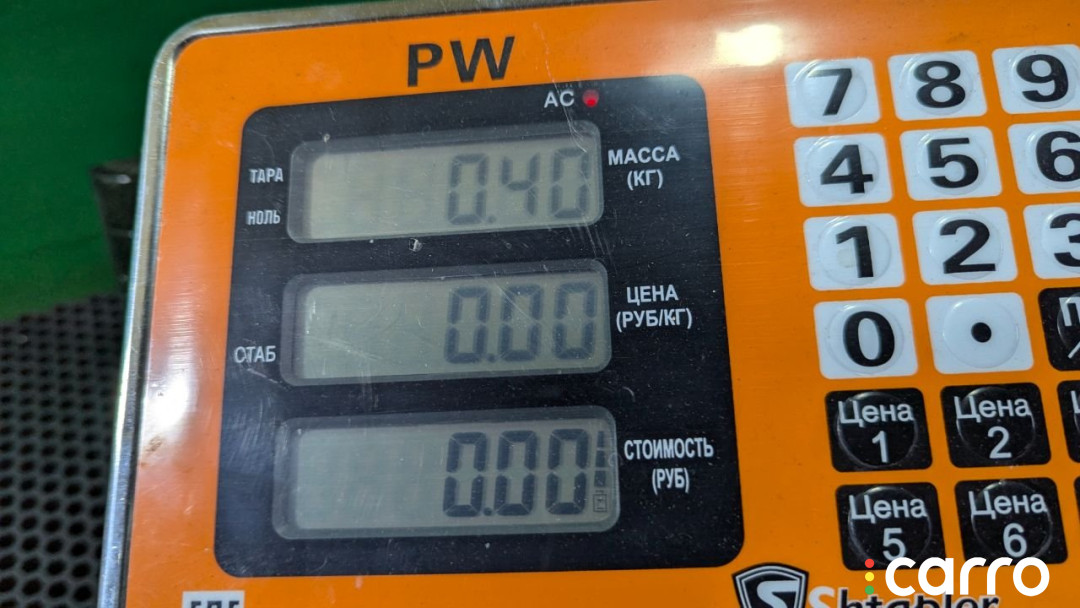 PW
AC
ТАРА
НОЛЬ
0.40
МАССА
(КГ)
СТАБ
0.00
ЦЕНА
(РУБ/КГ)
0.00
СТОИМОСТЬ
(РУБ)
7 8 9
4 5 6
1 2 3
0 .
Цена
1
Цена
2
Цена
5
Цена
6
Shtapler
carro